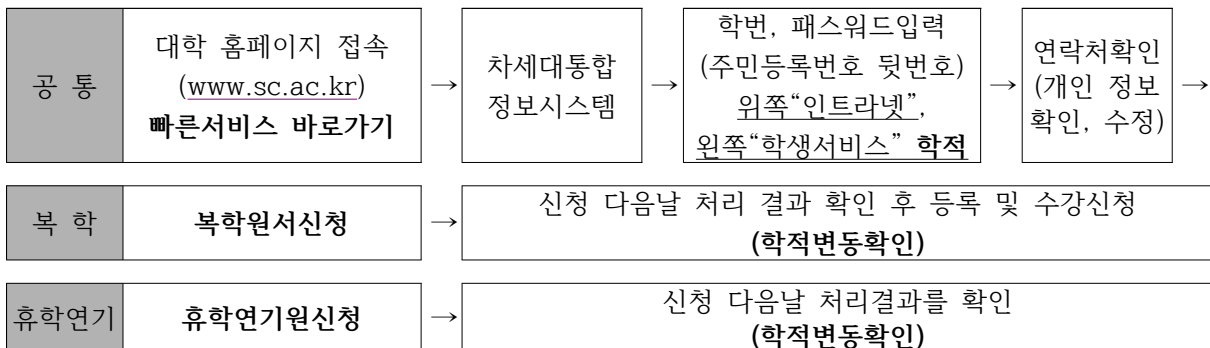 공 통
대학 홈페이지 접속
(www.sc.ac.kr)
빠른서비스 바로가기
→
차세대통합
정보시스템
→
학번, 패스워드입력
(주민등록번호 뒷번호)
위쪽“인트라넷”,
왼쪽“학생서비스” 학적
→
연락처확인
(개인 정보
확인, 수정)
→
복 학
복학원서신청
→
신청 다음날 처리 결과 확인 후 등록 및 수강신청
(학적변동확인)
휴학연기
휴학연기원신청
→
신청 다음날 처리결과를 확인
(학적변동확인)